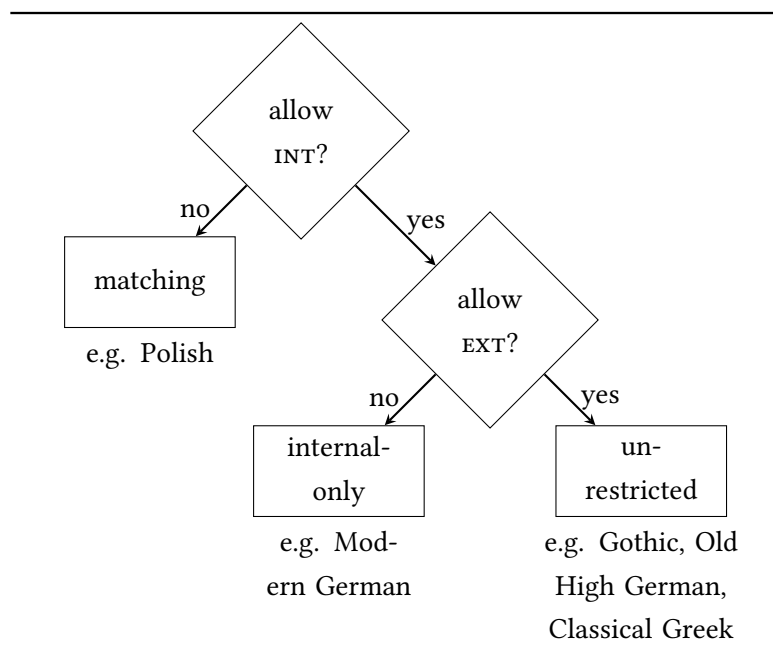 allow
INT?
no
yes
matching
e.g. Polish
allow
EXT?
no
yes
internal-
only
e.g. Mod-
ern German
un-
restricted
e.g. Gothic, Old
High German,
Classical Greek